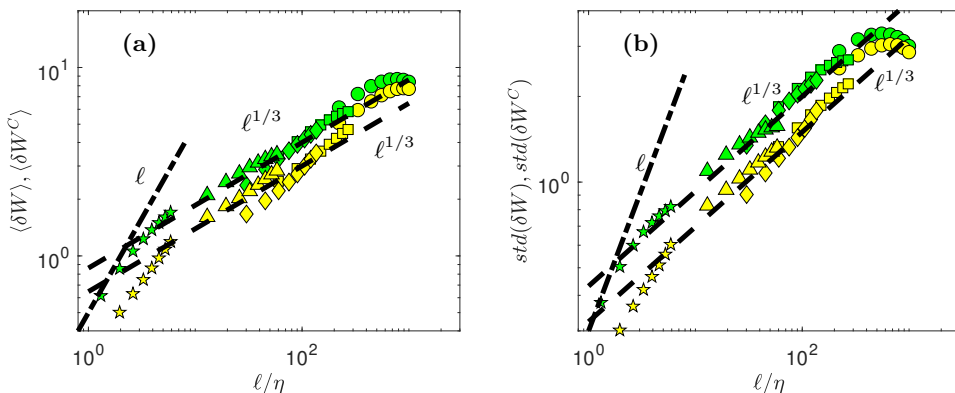 (a)
10^1
10^0
⟨δW⟩, ⟨δW^C⟩
ℓ
ℓ^{1/3}
ℓ^{1/3}
10^0
10^2
ℓ/η
(b)
10^0
std(δW), std(δW^C)
ℓ
ℓ^{1/3}
ℓ^{1/3}
10^0
10^2
ℓ/η